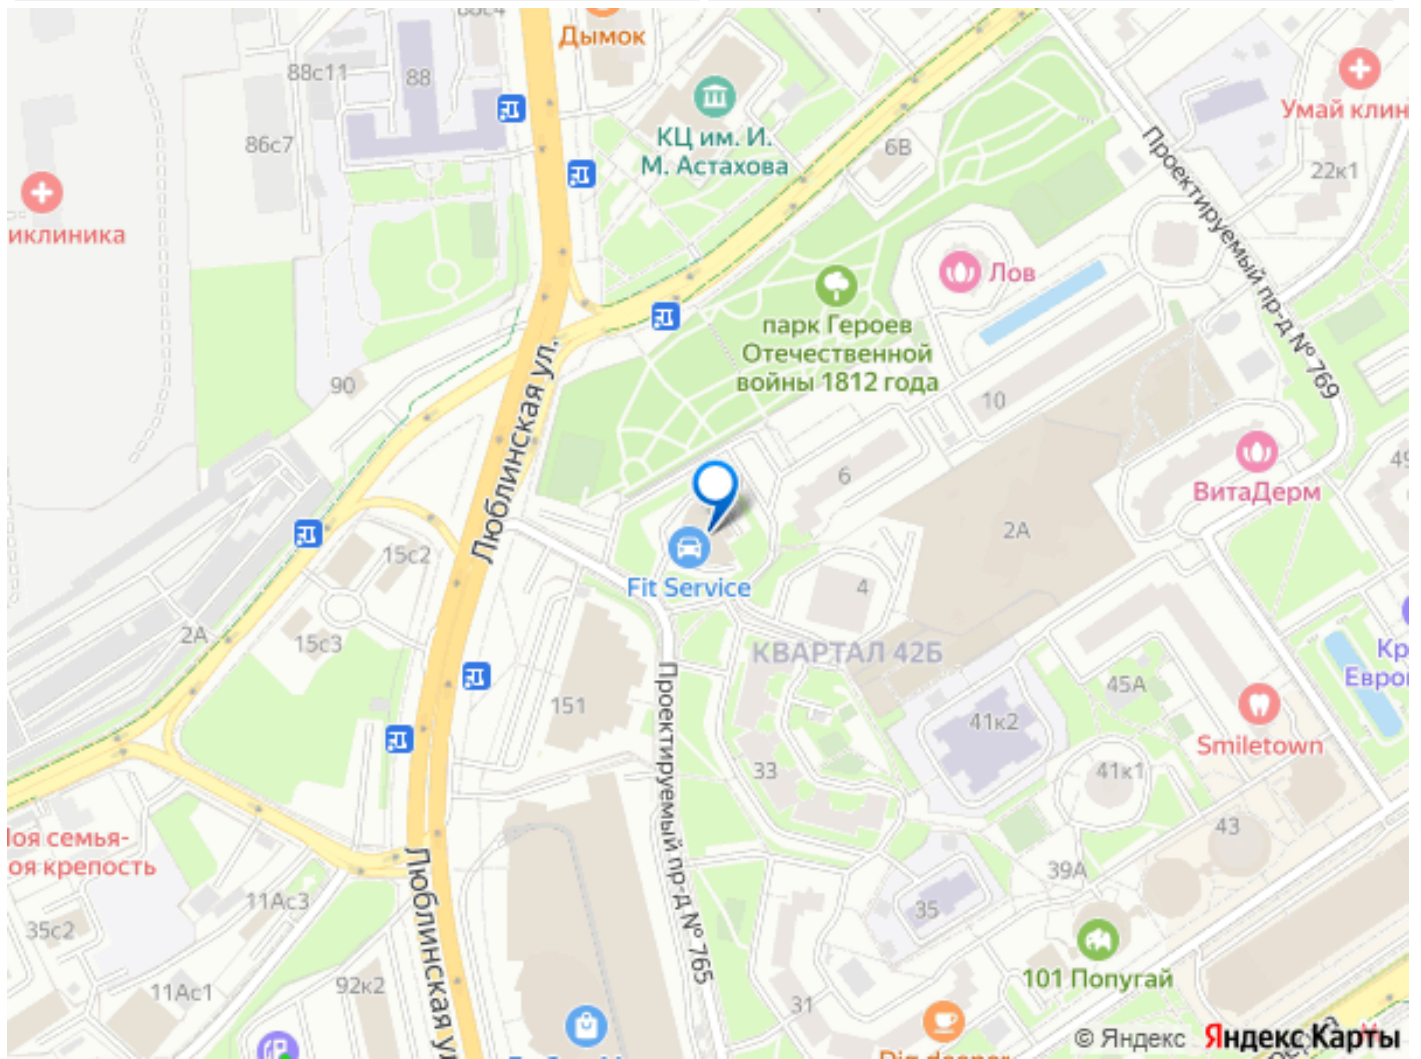 88с4
Дымок
88с11
88
КЦ им. И.
М. Астахова
86с7
6В
Умай клин
22к1
Проектируемый пр-д № 769
иклиника
Лов
парк Героев
Отечественной
войны 1812 года
90
Люблинская ул.
10
6
ВитаДерм
49
2А
15с2
Fit Service
4
2А
15с3
КВАРТАЛ 42Б
Кр
Евро
45А
151
41к2
Проектируемый пр-д № 765
Smiletown
33
41к1
43
оя семья-
оя крепость
Люблинская ул
39А
11Ас3
35
35с2
101 Попугай
11Ас1
92к2
31
© Яндекс Яндекс Карты